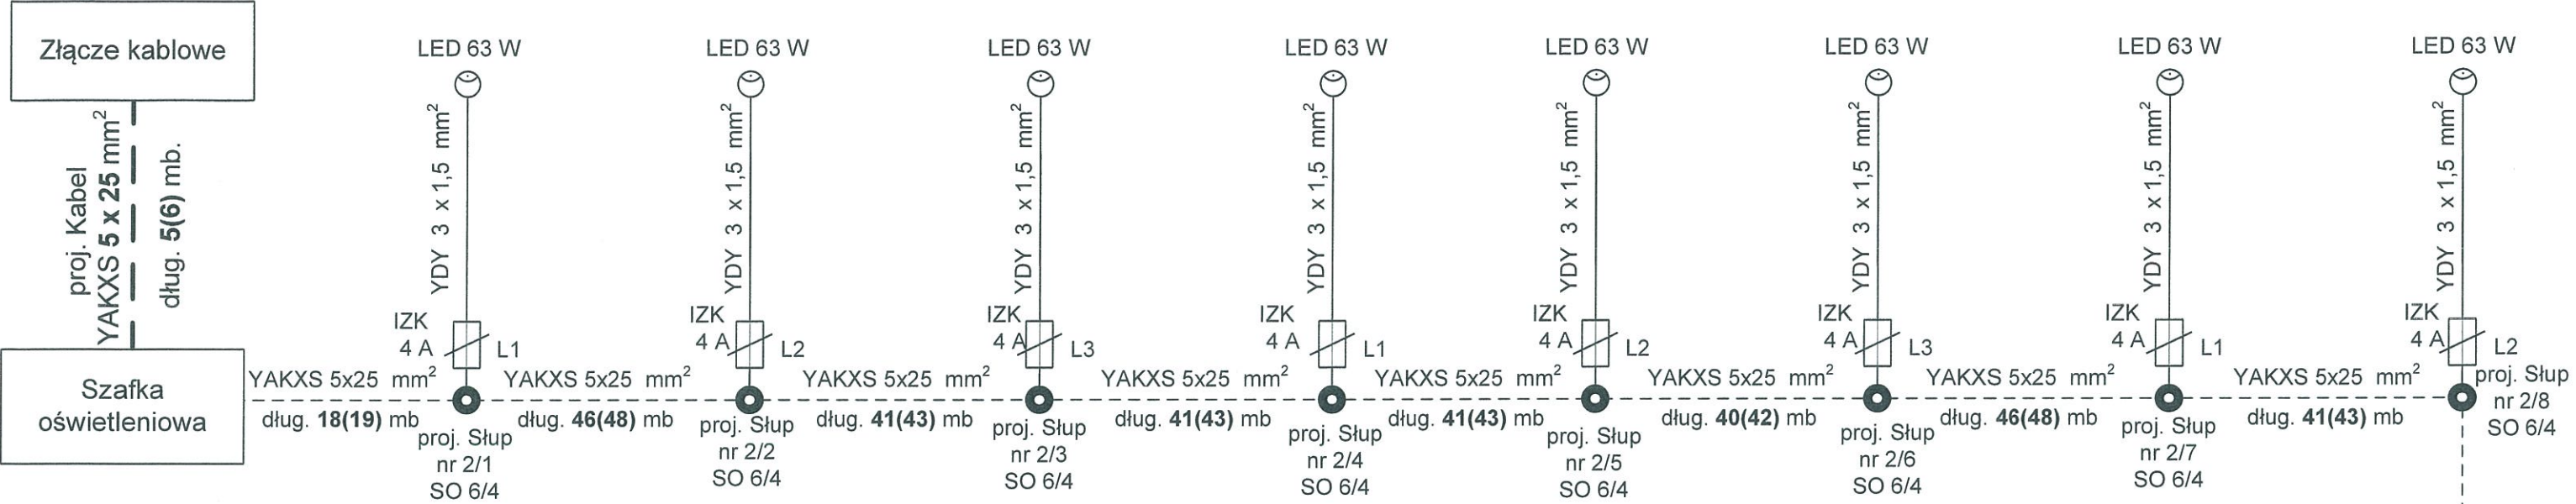 Złącze kablowe
proj. Kabel
YAKXS 5 x 25 mm²
dług. 5(6) mb.
Szafka
oświetleniowa
LED 63 W
YDY 3 x 1,5 mm²
IZK
4 A
L1
YAKXS 5x25 mm²
dług. 18(19) mb
proj. Słup
nr 2/1
SO 6/4
LED 63 W
YDY 3 x 1,5 mm²
IZK
4 A
L2
YAKXS 5x25 mm²
dług. 46(48) mb
proj. Słup
nr 2/2
SO 6/4
LED 63 W
YDY 3 x 1,5 mm²
IZK
4 A
L3
YAKXS 5x25 mm²
dług. 41(43) mb
proj. Słup
nr 2/3
SO 6/4
LED 63 W
YDY 3 x 1,5 mm²
IZK
4 A
L1
YAKXS 5x25 mm²
dług. 41(43) mb
proj. Słup
nr 2/4
SO 6/4
LED 63 W
YDY 3 x 1,5 mm²
IZK
4 A
L2
YAKXS 5x25 mm²
dług. 41(43) mb
proj. Słup
nr 2/5
SO 6/4
LED 63 W
YDY 3 x 1,5 mm²
IZK
4 A
L3
YAKXS 5x25 mm²
dług. 40(42) mb
proj. Słup
nr 2/6
SO 6/4
LED 63 W
YDY 3 x 1,5 mm²
IZK
4 A
L1
YAKXS 5x25 mm²
dług. 46(48) mb
proj. Słup
nr 2/7
SO 6/4
LED 63 W
YDY 3 x 1,5 mm²
IZK
4 A
L2
YAKXS 5x25 mm²
dług. 41(43) mb
proj. Słup
nr 2/8
SO 6/4